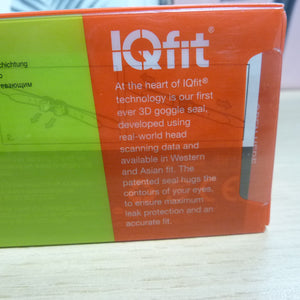 IQfit
At the heart of IQfit®
technology is our first
ever 3D goggle seal,
developed using
real-world head
scanning data and
available in Western
and Asian fit. The
patented seal hugs the
contours of your eyes,
to ensure maximum
leak protection and an
accurate fit.
chichtung